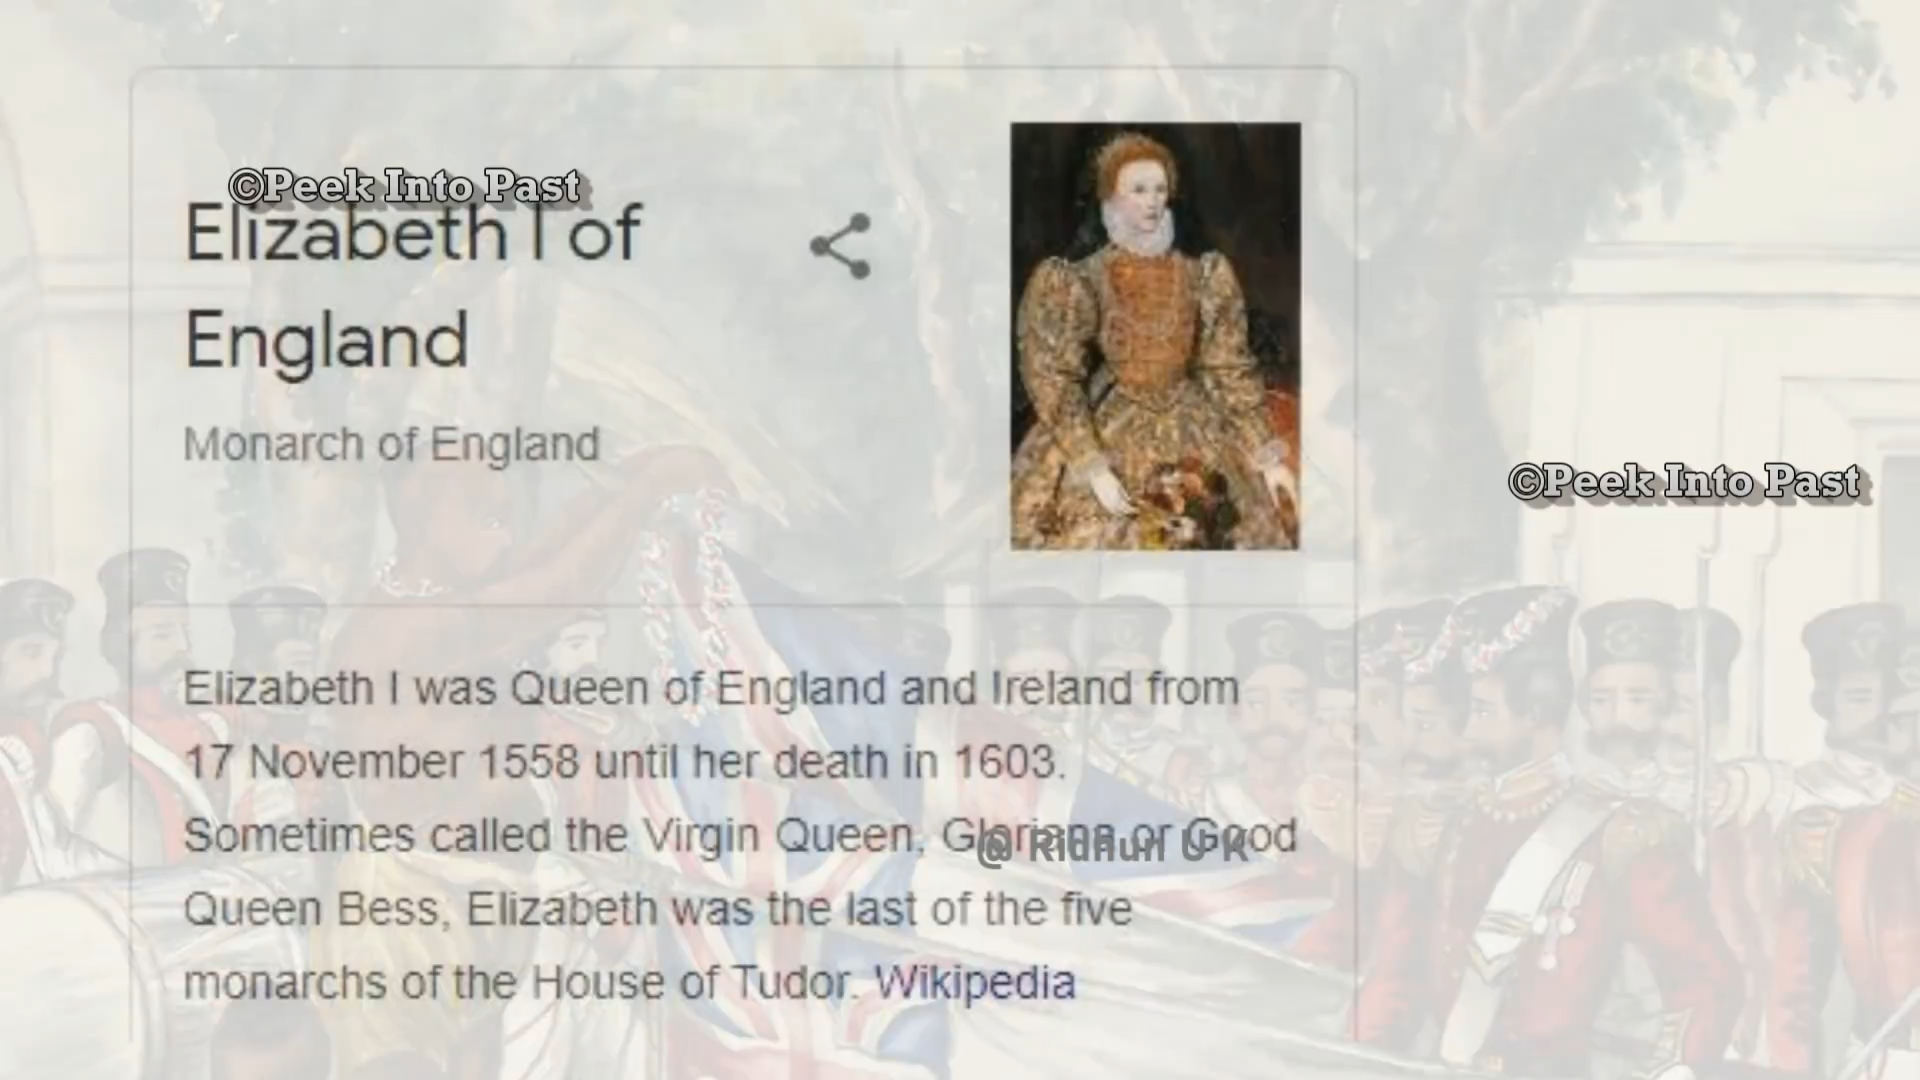 ©Peek Into Past
Elizabeth I of
England
Monarch of England
©Peek Into Past
Elizabeth I was Queen of England and Ireland from
17 November 1558 until her death in 1603.
Sometimes called the Virgin Queen, Gloriana or Good
@ Ridhun U K
Queen Bess, Elizabeth was the last of the five
monarchs of the House of Tudor. Wikipedia